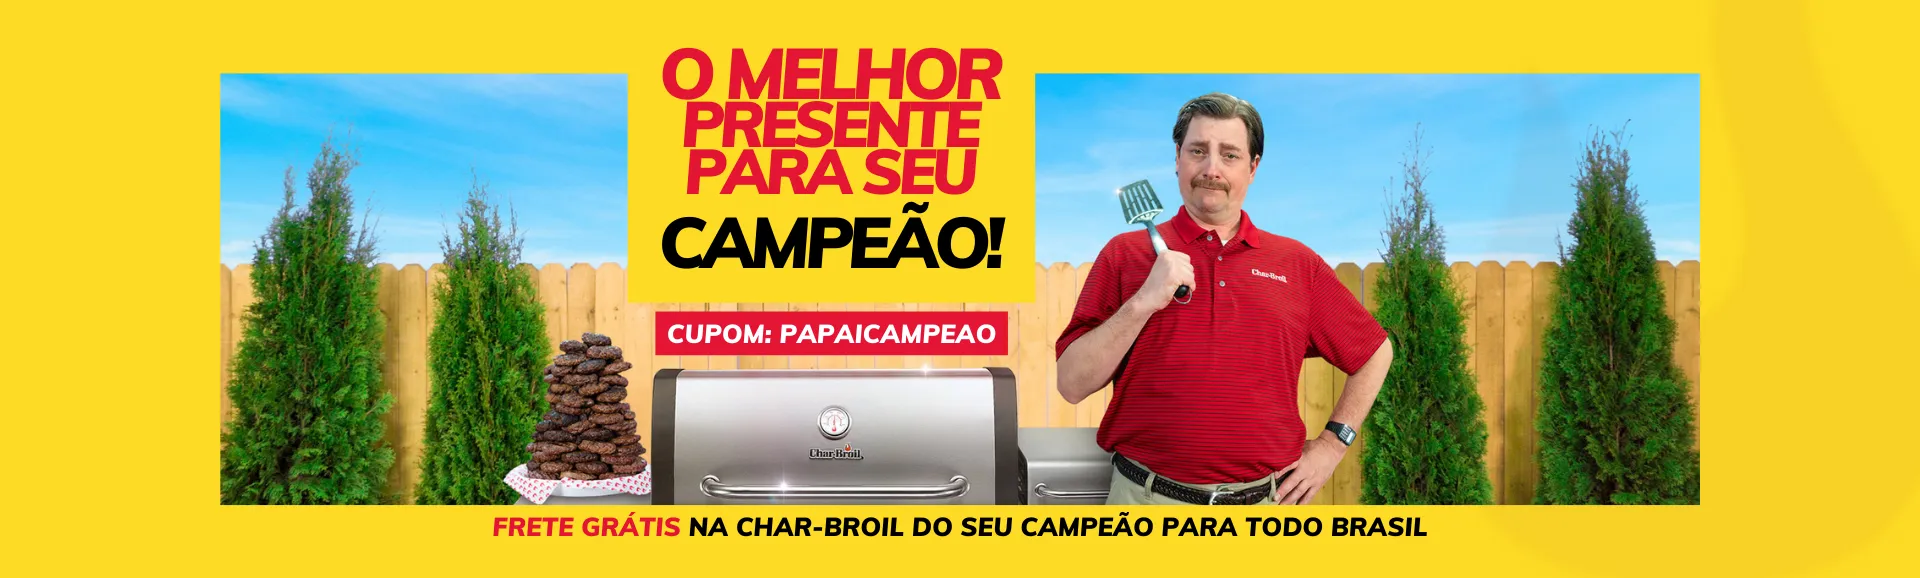 O MELHOR
PRESENTE
PARA SEU
CAMPEÃO!
CUPOM: PAPAICAMPEAO
Char-Broil
Char-Broil
FRETE GRÁTIS NA CHAR-BROIL DO SEU CAMPEÃO PARA TODO BRASIL